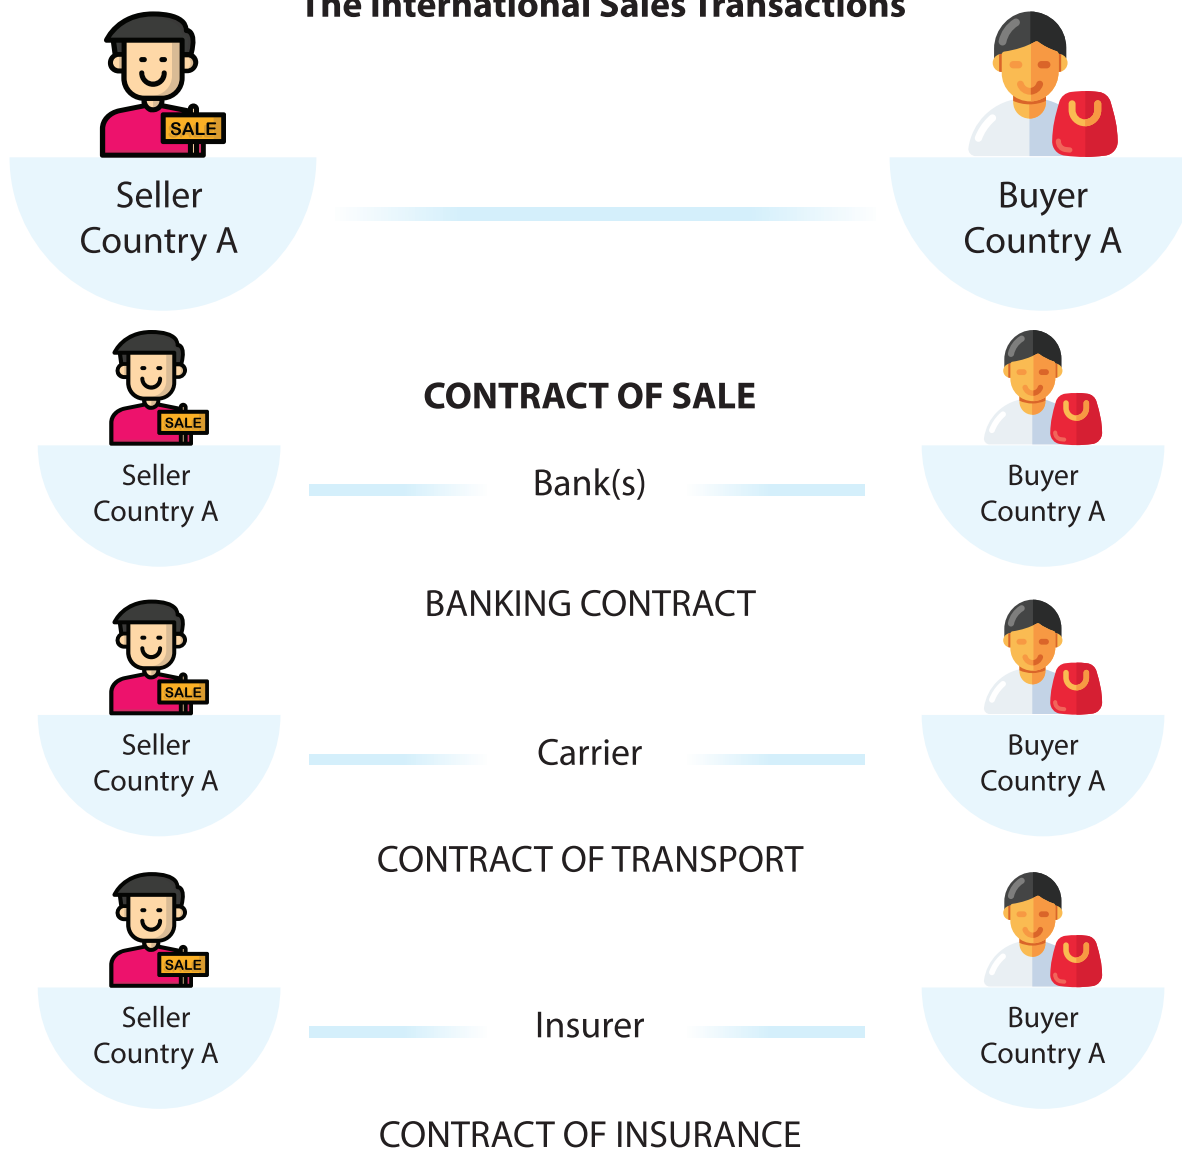 The International Sales Transactions
SALE
Seller
Country A
Buyer
Country A
CONTRACT OF SALE
SALE
Seller
Country A
Bank(s)
Buyer
Country A
BANKING CONTRACT
SALE
Seller
Country A
Carrier
Buyer
Country A
CONTRACT OF TRANSPORT
SALE
Seller
Country A
Insurer
Buyer
Country A
CONTRACT OF INSURANCE